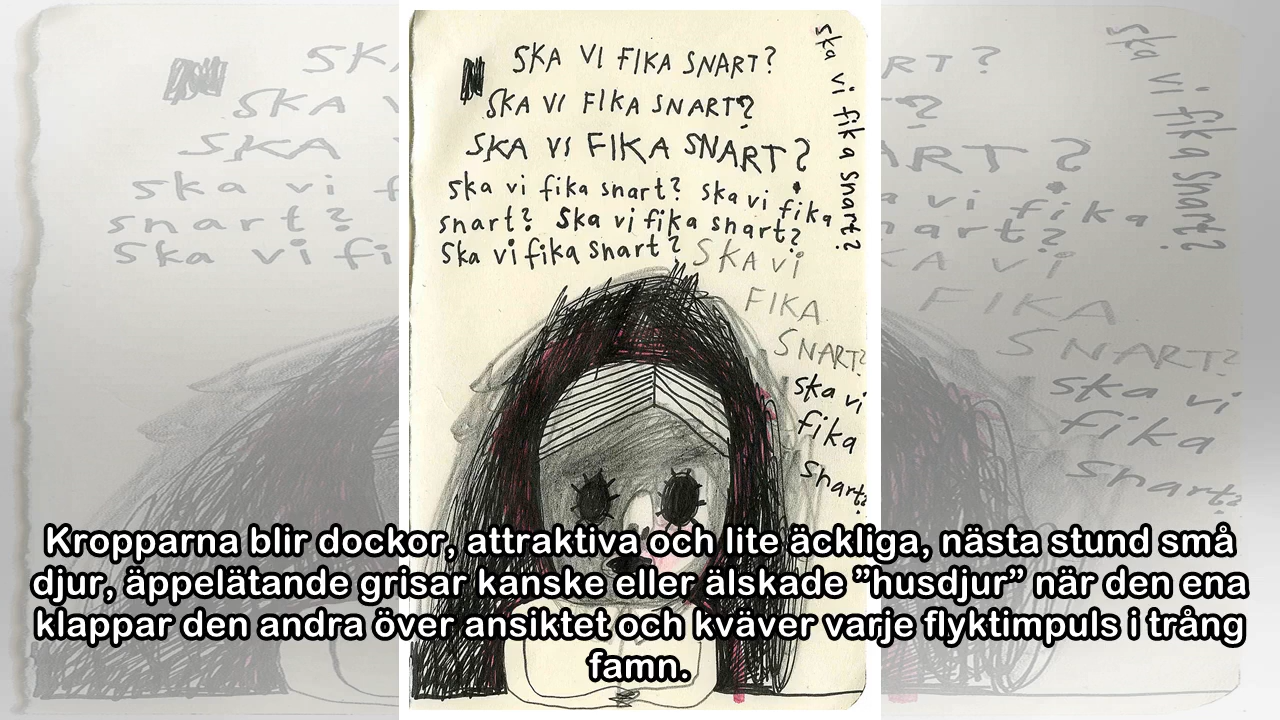 SKA VI FIKA SNART?
SKA VI FIKA SNART?
SKA VI FIKA SNART?
ska vi fika snart? ska vi fika
snart? Ska vi fika snart?
Ska vi fika snart?
SKA VI
FIKA
SNART?
ska vi
fika
snart?
ska vi fika snart?
Kropparna blir dockor, attraktiva och lite äckliga, nästa stund små
djur, äppelätande grisar kanske eller älskade ”husdjur” när den ena
klappar den andra över ansiktet och kväver varje flyktimpuls i trång
famn.